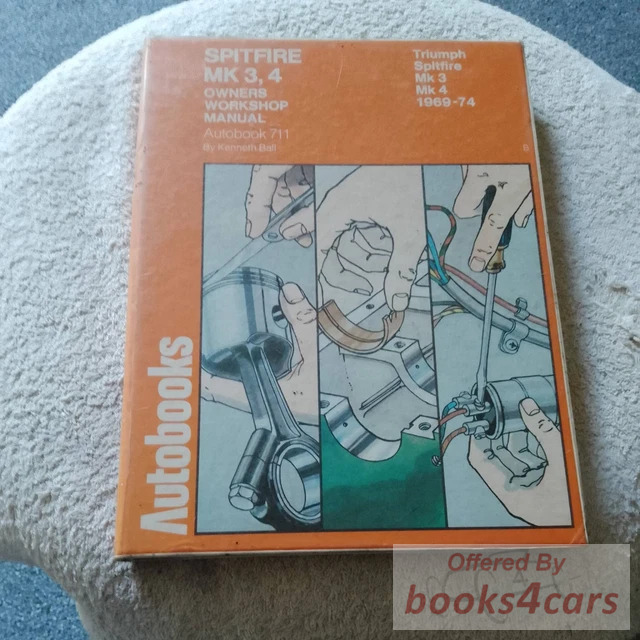 SPITFIRE
MK 3, 4
OWNERS
WORKSHOP
MANUAL
Autobook 711
By Kenneth Ball
Triumph
Spitfire
Mk 3
Mk 4
1969-74
Autobooks
Offered By
books4cars